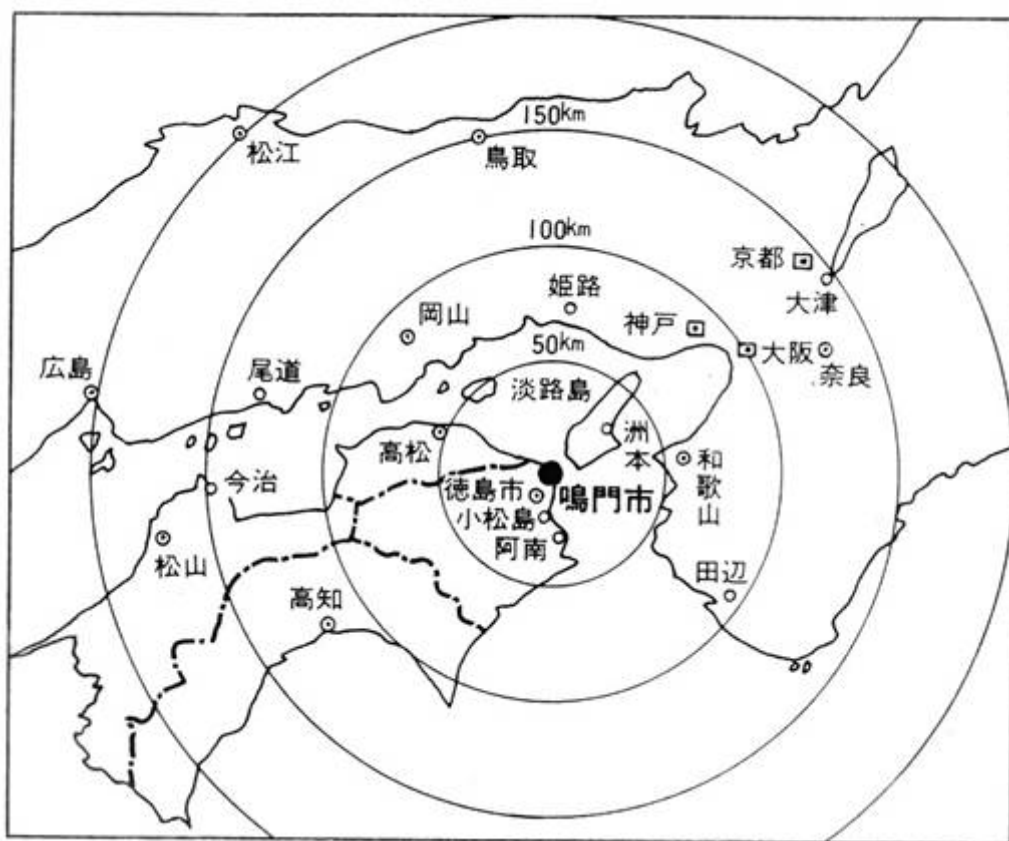 150km
松江
鳥取
100km
京都
大津
姫路
岡山
神戸
50km
大阪
奈良
広島
尾道
淡路島
洲本
高松
和歌山
今治
徳島市
鳴門市
小松島
阿南
松山
田辺
高知